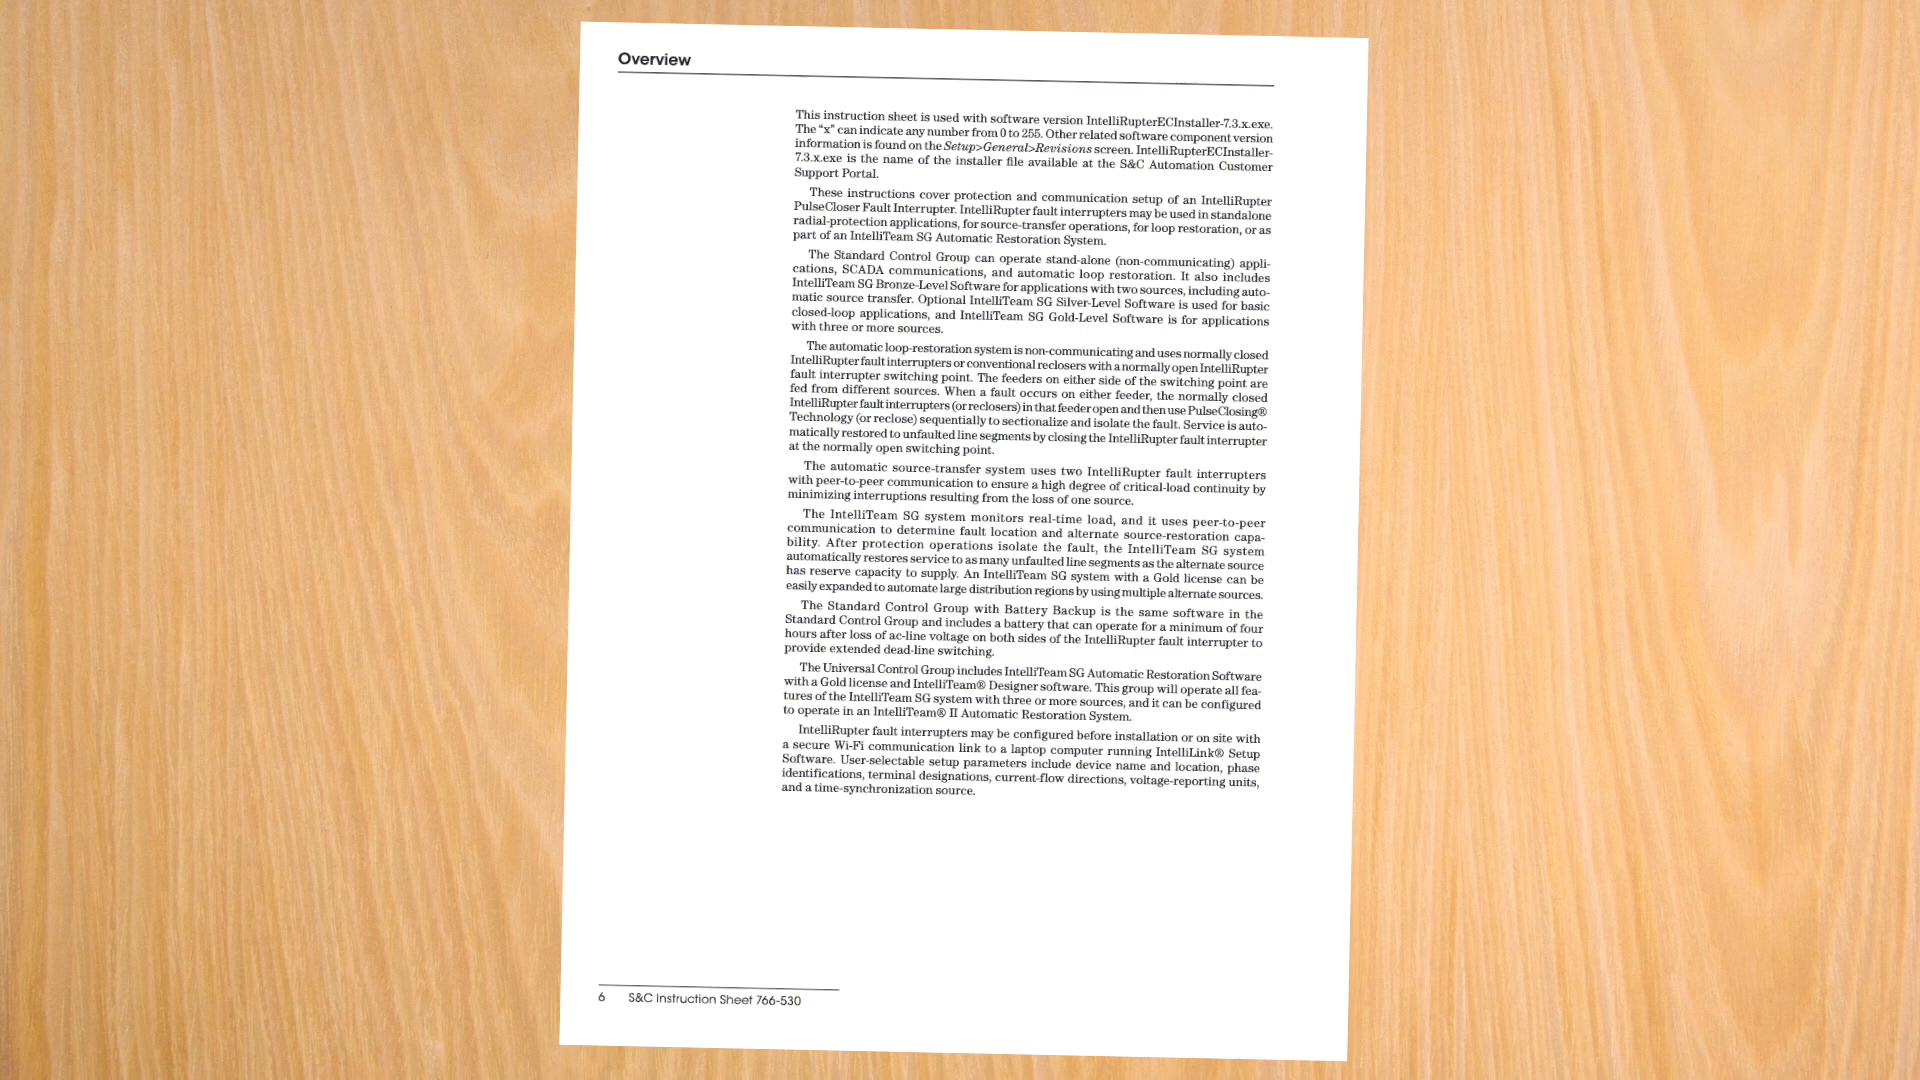 Overview
This instruction sheet is used with software version IntelliRupterECInstaller-7.3.x.exe.
The “x” can indicate any number from 0 to 255. Other related software component version
information is found on the Setup>General>Revisions screen. IntelliRupterECInstaller-
7.3.x.exe is the name of the installer file available at the S&C Automation Customer
Support Portal.
These instructions cover protection and communication setup of an IntelliRupter
PulseCloser Fault Interrupter. IntelliRupter fault interrupters may be used in standalone
radial-protection applications, for source-transfer operations, for loop restoration, or as
part of an IntelliTeam SG Automatic Restoration System.
The Standard Control Group can operate stand-alone (non-communicating) appli-
cations, SCADA communications, and automatic loop restoration. It also includes
IntelliTeam SG Bronze-Level Software for applications with two sources, including auto-
matic source transfer. Optional IntelliTeam SG Silver-Level Software is used for basic
closed-loop applications, and IntelliTeam SG Gold-Level Software is for applications
with three or more sources.
The automatic loop-restoration system is non-communicating and uses normally closed
IntelliRupter fault interrupters or conventional reclosers with a normally open IntelliRupter
fault interrupter switching point. The feeders on either side of the switching point are
fed from different sources. When a fault occurs on either feeder, the normally closed
IntelliRupter fault interrupters (or reclosers) in that feeder open and then use PulseClosing®
Technology (or reclose) sequentially to sectionalize and isolate the fault. Service is auto-
matically restored to unfaulted line segments by closing the IntelliRupter fault interrupter
at the normally open switching point.
The automatic source-transfer system uses two IntelliRupter fault interrupters
with peer-to-peer communication to ensure a high degree of critical-load continuity by
minimizing interruptions resulting from the loss of one source.
The IntelliTeam SG system monitors real-time load, and it uses peer-to-peer
communication to determine fault location and alternate source-restoration capa-
bility. After protection operations isolate the fault, the IntelliTeam SG system
automatically restores service to as many unfaulted line segments as the alternate source
has reserve capacity to supply. An IntelliTeam SG system with a Gold license can be
easily expanded to automate large distribution regions by using multiple alternate sources.
The Standard Control Group with Battery Backup is the same software in the
Standard Control Group and includes a battery that can operate for a minimum of four
hours after loss of ac-line voltage on both sides of the IntelliRupter fault interrupter to
provide extended dead-line switching.
The Universal Control Group includes IntelliTeam SG Automatic Restoration Software
with a Gold license and IntelliTeam® Designer software. This group will operate all fea-
tures of the IntelliTeam SG system with three or more sources, and it can be configured
to operate in an IntelliTeam® II Automatic Restoration System.
IntelliRupter fault interrupters may be configured before installation or on site with
a secure Wi-Fi communication link to a laptop computer running IntelliLink® Setup
Software. User-selectable setup parameters include device name and location, phase
identifications, terminal designations, current-flow directions, voltage-reporting units,
and a time-synchronization source.
6 S&C Instruction Sheet 766-530